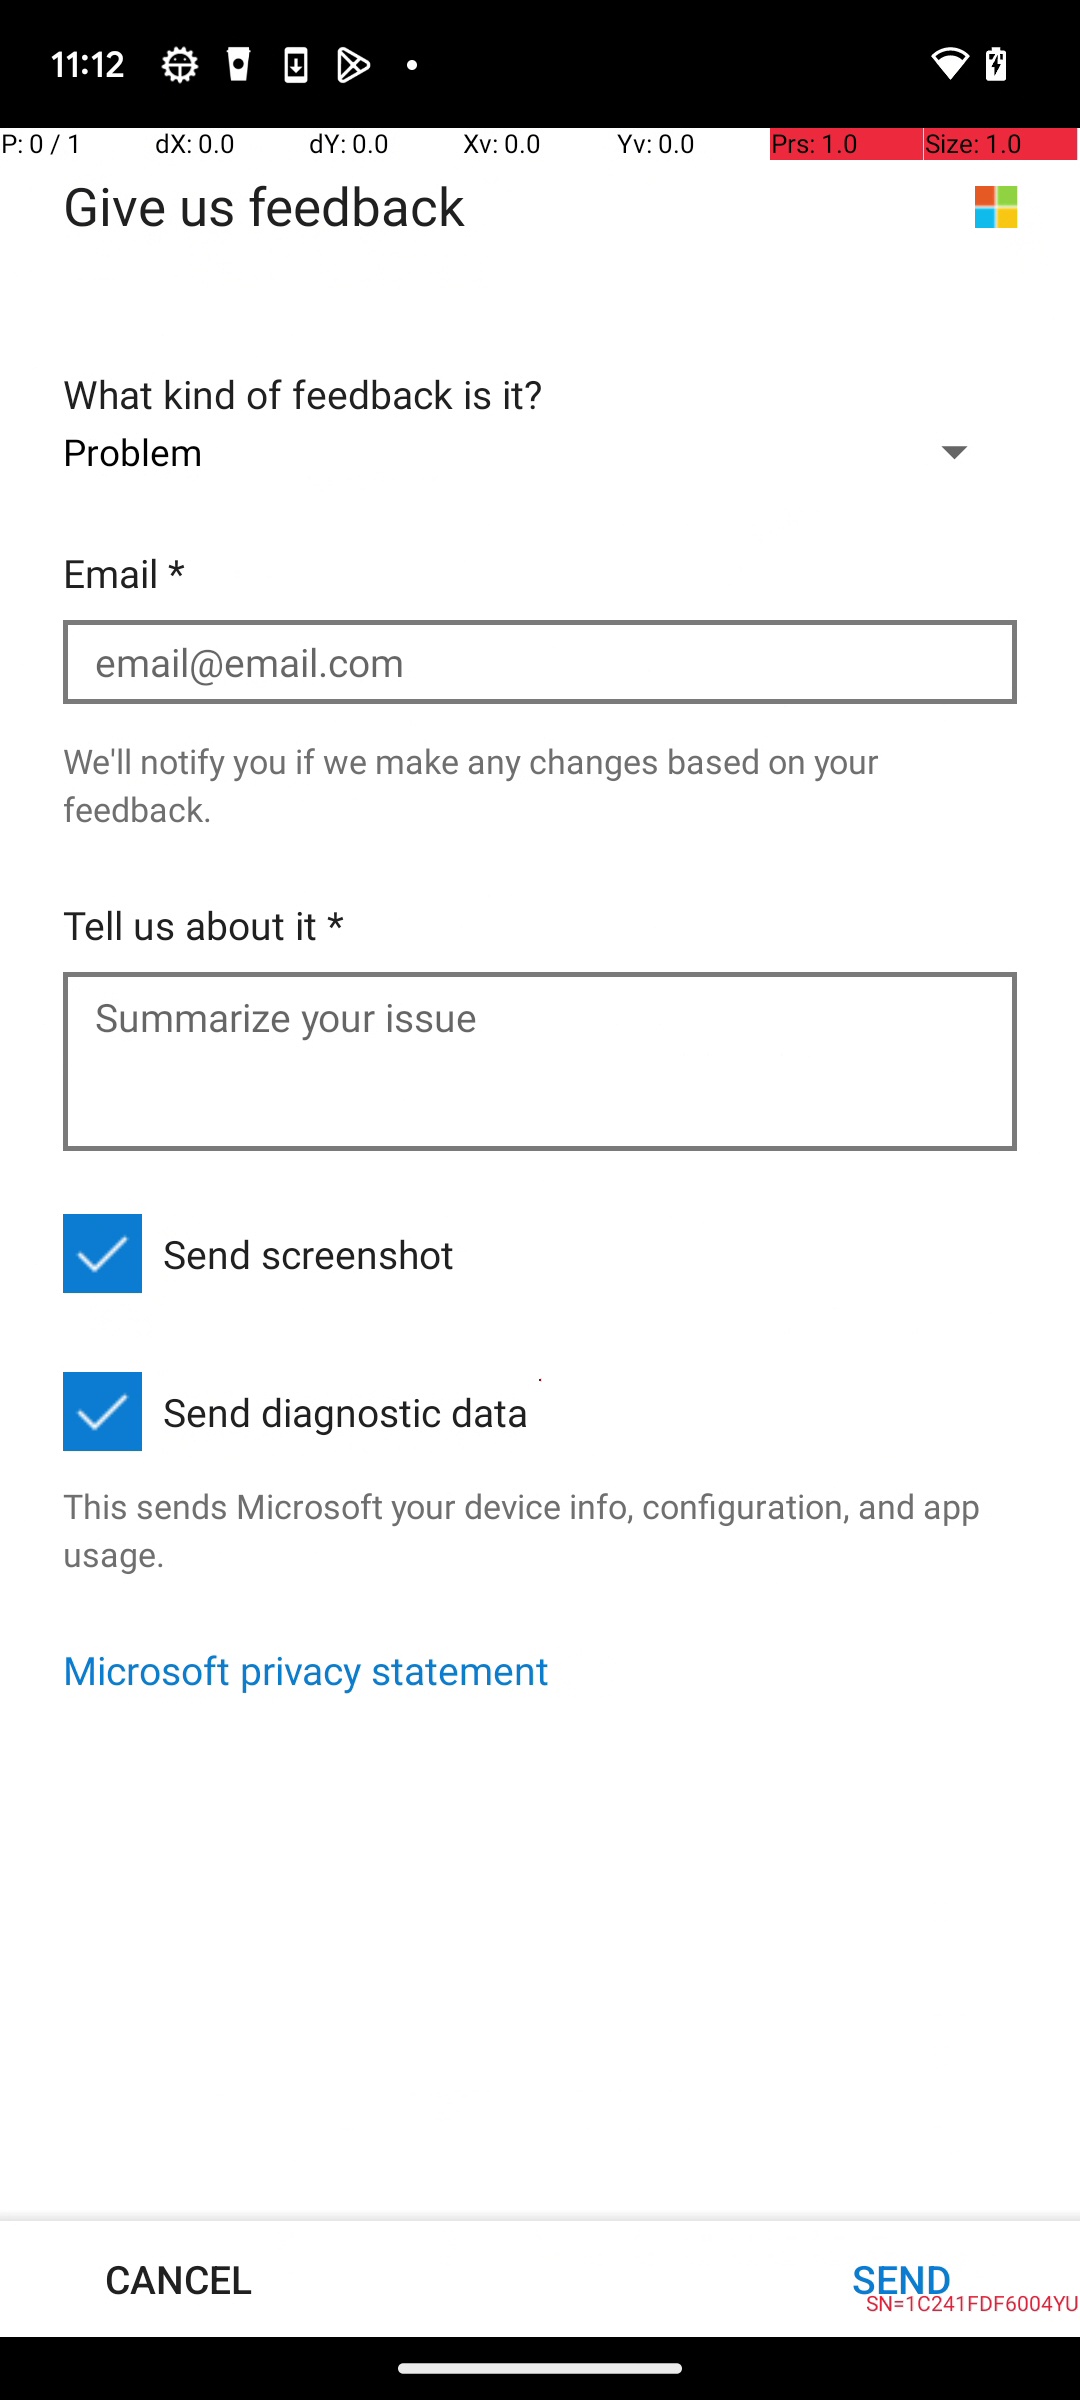 11:12
P: 0 / 1 dX: 0.0 dY: 0.0 Xv: 0.0 Yv: 0.0 Prs: 1.0 Size: 1.0
Give us feedback
What kind of feedback is it?
Problem
Email *
email@email.com
We'll notify you if we make any changes based on your
feedback.
Tell us about it *
Summarize your issue
Send screenshot
Send diagnostic data
This sends Microsoft your device info, configuration, and app
usage.
Microsoft privacy statement
CANCEL SEND
SN=1C241FDF6004YU